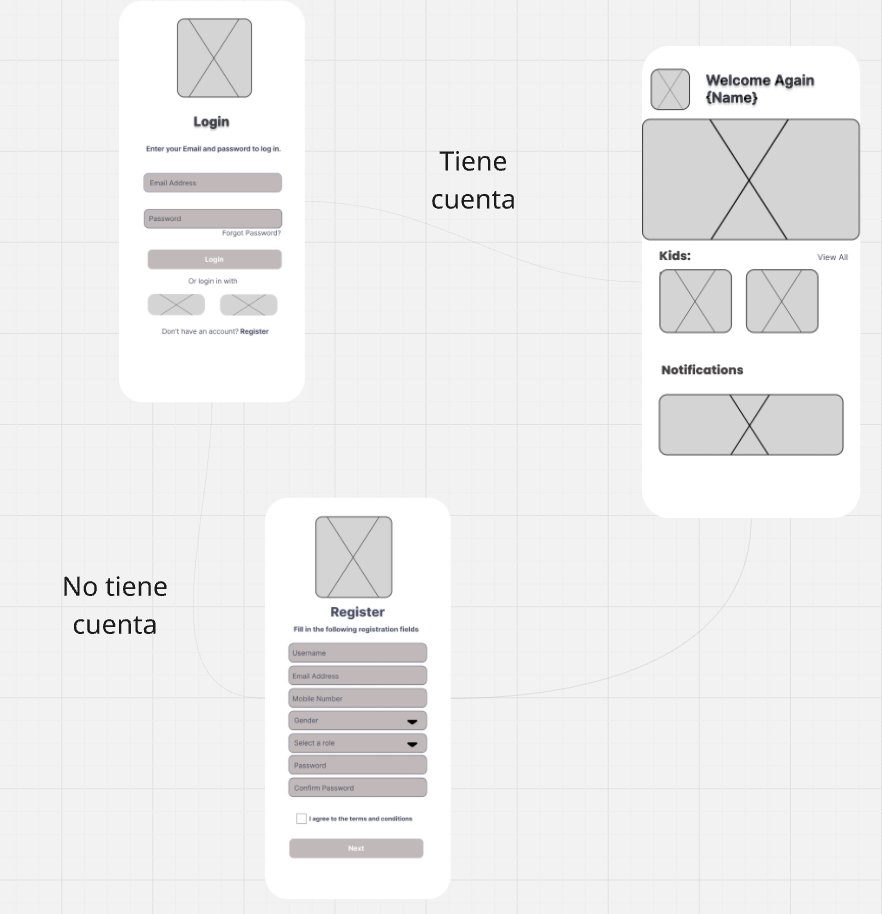 Login
Enter your Email and password to log in.
Email Address
Password
Forgot Password?
Login
Or login in with
Don't have an account? Register
Tiene
cuenta
Welcome Again
{Name}
Kids:
View All
Notifications
No tiene
cuenta
Register
Fill in the following registration fields
Username
Email Address
Mobile Number
Gender
Select a role
Password
Confirm Password
I agree to the terms and conditions
Next